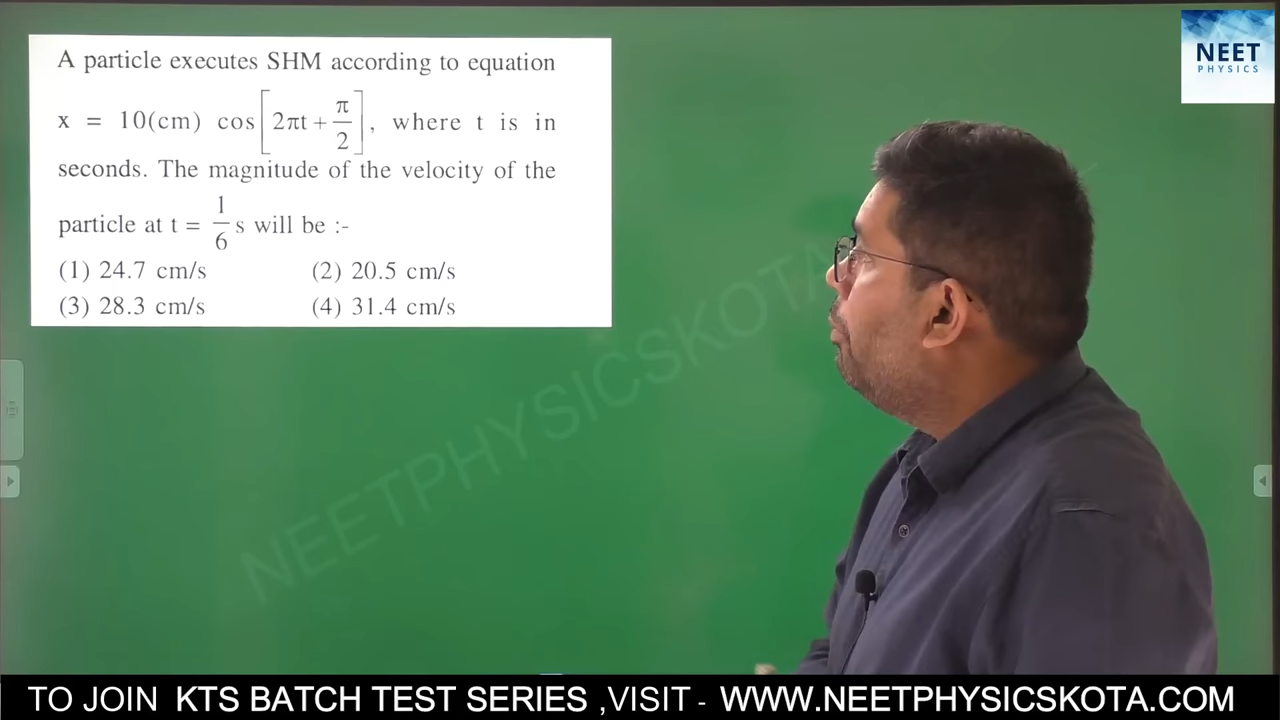 A particle executes SHM according to equation
x = 10(cm) cos[2πt + π/2], where t is in
seconds. The magnitude of the velocity of the
particle at t = 1/6 s will be :-
(1) 24.7 cm/s (2) 20.5 cm/s
(3) 28.3 cm/s (4) 31.4 cm/s
NEET
PHYSICS
NEETPHYSICSKOTA
TO JOIN KTS BATCH TEST SERIES ,VISIT - WWW.NEETPHYSICSKOTA.COM